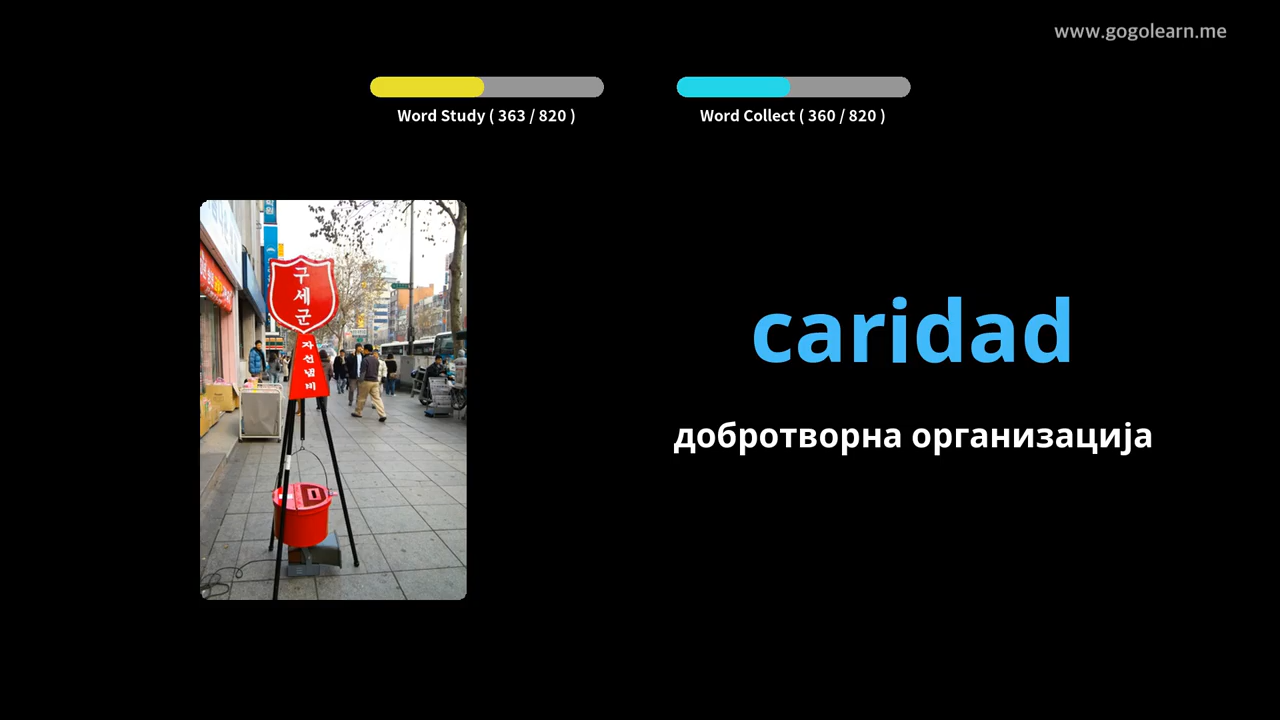 www.gogolearn.me
Word Study ( 363 / 820 )
Word Collect ( 360 / 820 )
구
세
군
자
선
냄
비
caridad
добротворна организација